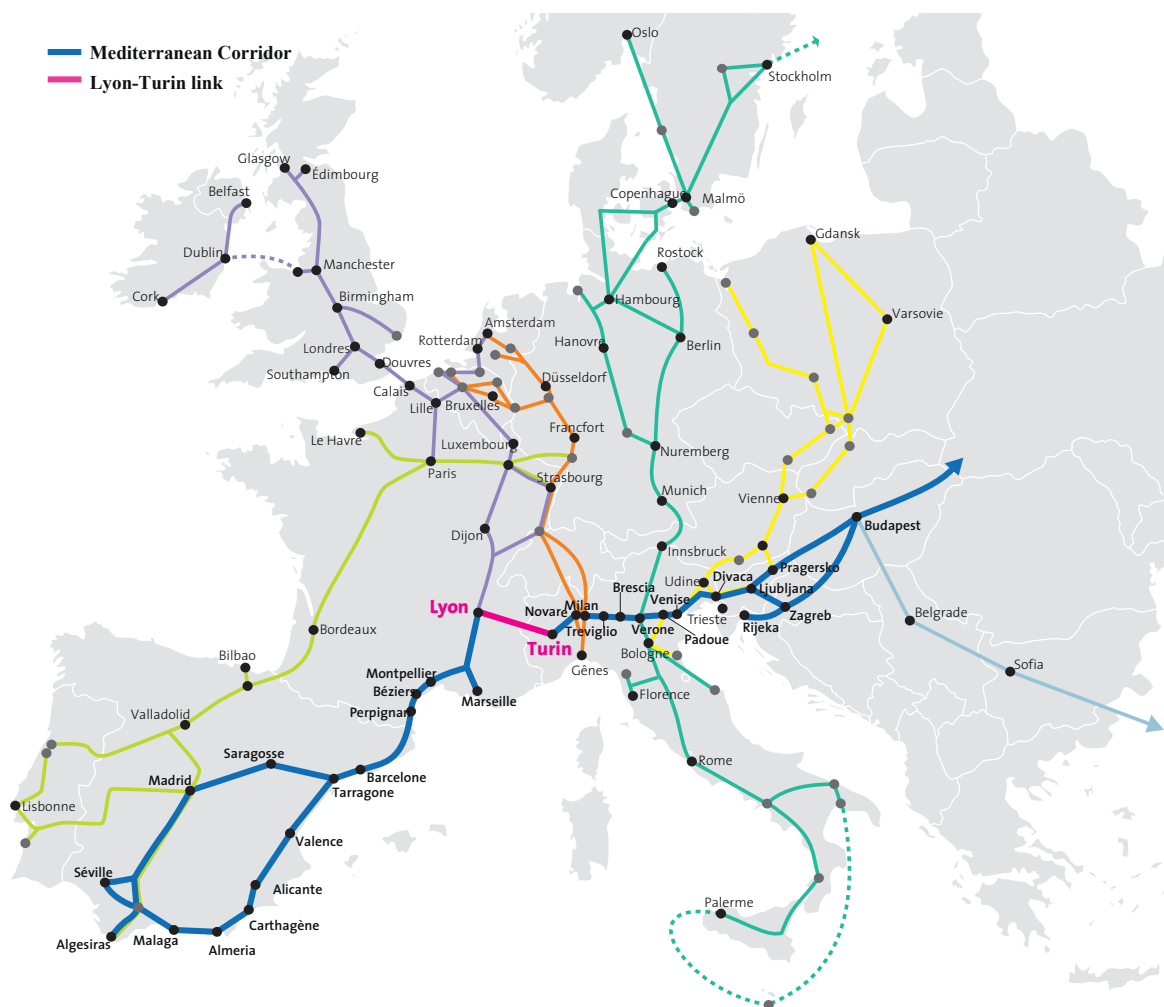 Mediterranean Corridor
Lyon-Turin link
Oslo
Stockholm
Glasgow
Édimbourg
Belfast
Copenhague
Malmö
Gdansk
Dublin
Manchester
Rostock
Cork
Birmingham
Hambourg
Varsovie
Amsterdam
Rotterdam
Londres
Hanovre
Berlin
Douvres
Southampton
Calais
Düsseldorf
Lille
Bruxelles
Le Havre
Luxembourg
Francfort
Paris
Nuremberg
Strasbourg
Munich
Vienne
Dijon
Budapest
Innsbruck
Pragersko
Udine
Divaca
Ljubljana
Brescia
Lyon
Novare
Milan
Venise
Treviglio
Trieste
Zagreb
Belgrade
Bordeaux
Verone
Padoue
Rijeka
Turin
Bologne
Bilbao
Gênes
Sofia
Montpellier
Béziers
Marseille
Florence
Perpignan
Valladolid
Saragosse
Rome
Madrid
Barcelone
Tarragone
Lisbonne
Valence
Séville
Alicante
Palerme
Carthagène
Algesiras
Malaga
Almeria